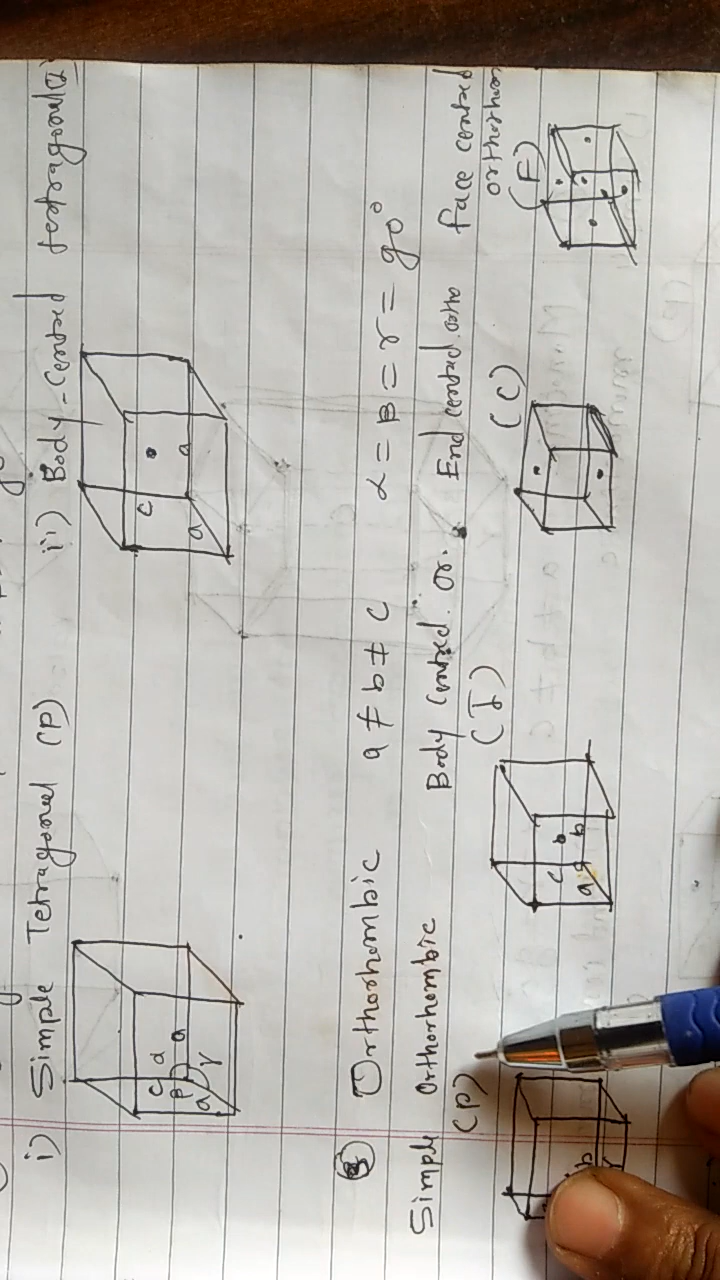 i) Simple Tetragonal (P) ii) Body-Centred
c α a
β
a γ
c a
a
③ Orthorhombic a ≠ b ≠ c α = β = γ = 90°
Simple Orthorhombic Body Centred or. End centred ortho face centred
orthorhom
(P) (I) (C) (F)
b
c b
a